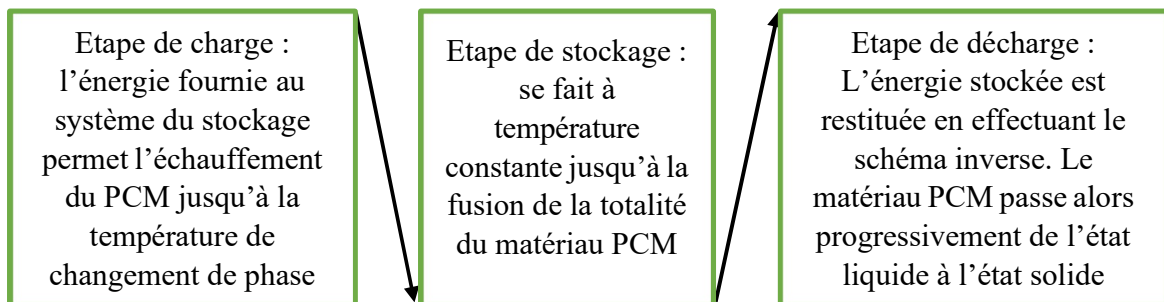 Etape de charge :
l’énergie fournie au
système du stockage
permet l’échauffement
du PCM jusqu’à la
température de
changement de phase
Etape de stockage :
se fait à
température
constante jusqu’à la
fusion de la totalité
du matériau PCM
Etape de décharge :
L’énergie stockée est
restituée en effectuant le
schéma inverse. Le
matériau PCM passe alors
progressivement de l’état
liquide à l’état solide